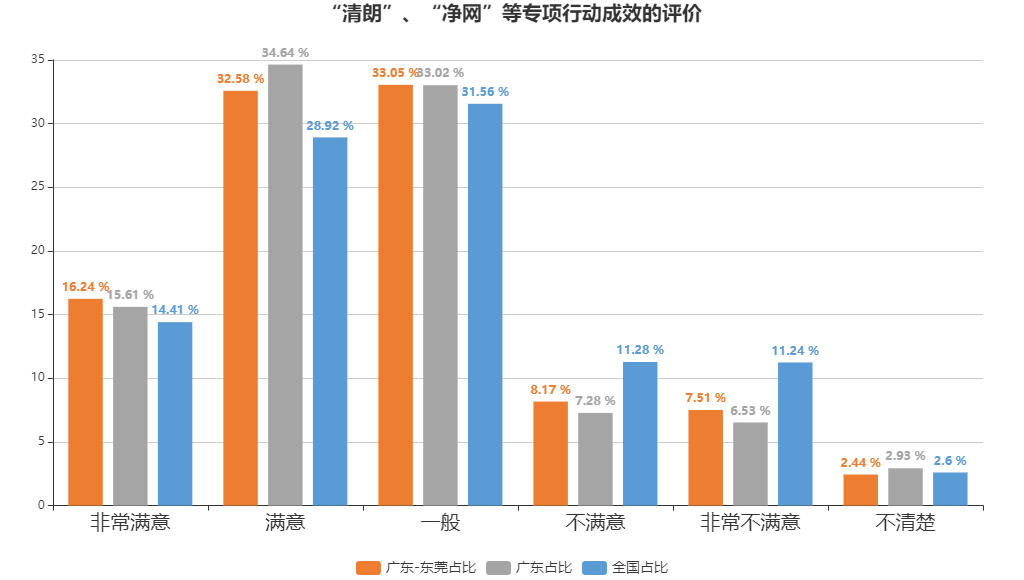 “清朗”、“净网”等专项行动成效的评价
35
30
25
20
15
10
5
0
16.24 %
15.61 %
14.41 %
32.58 %
34.64 %
28.92 %
33.05 %
33.02 %
31.56 %
8.17 %
7.28 %
11.28 %
7.51 %
6.53 %
11.24 %
2.44 %
2.93 %
2.6 %
非常满意
满意
一般
不满意
非常不满意
不清楚
广东-东莞占比
广东占比
全国占比